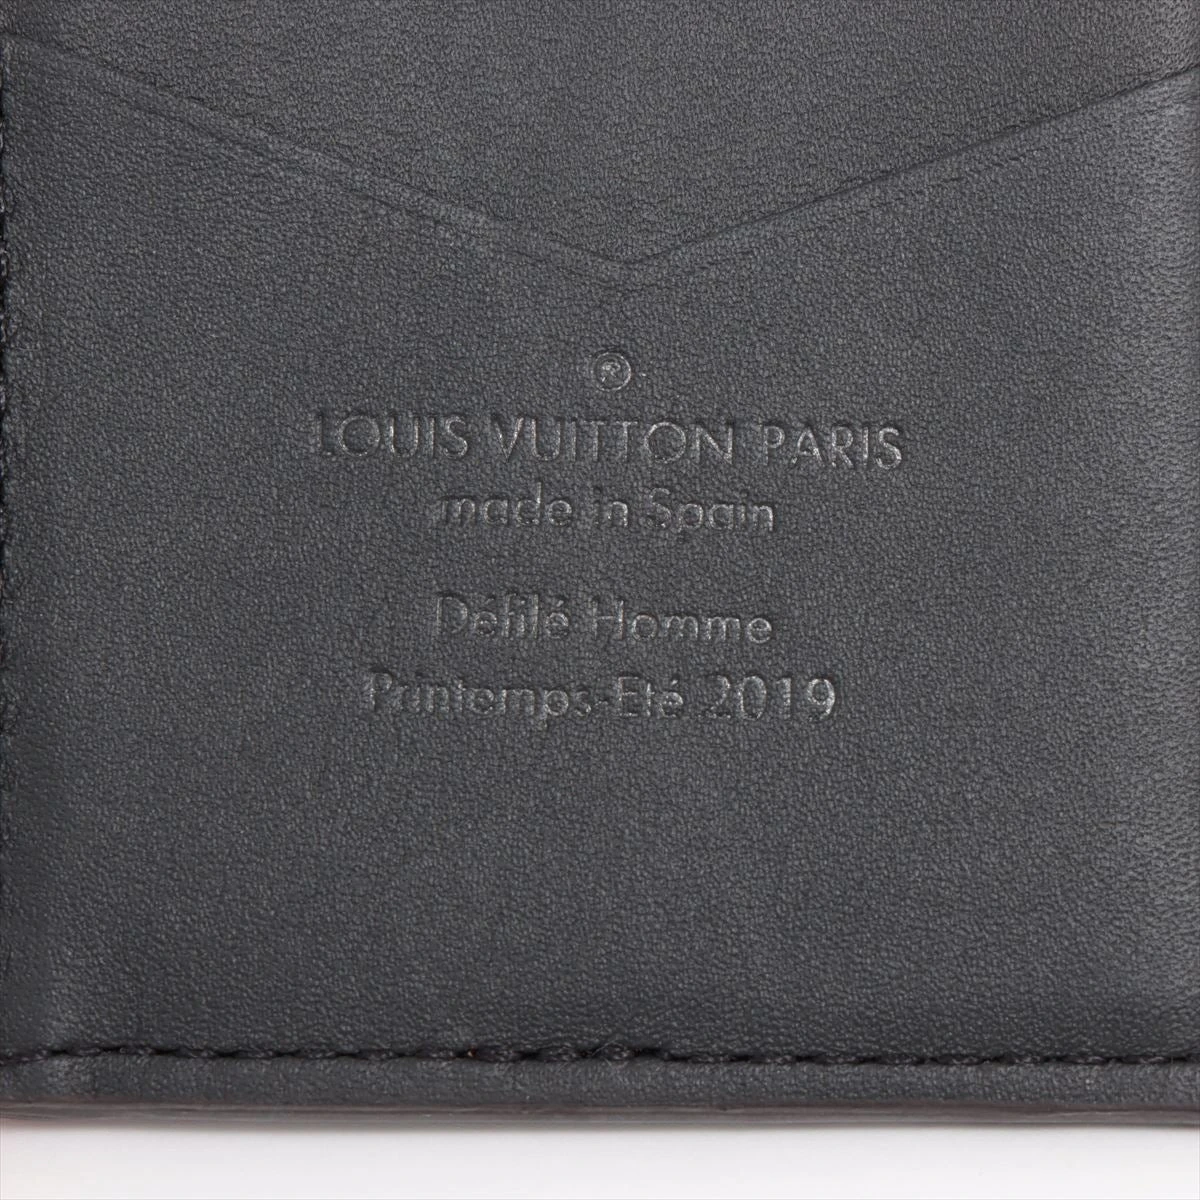 ®
LOUIS VUITTON PARIS
made in Spain
Défilé Homme
Printemps-Eté 2019